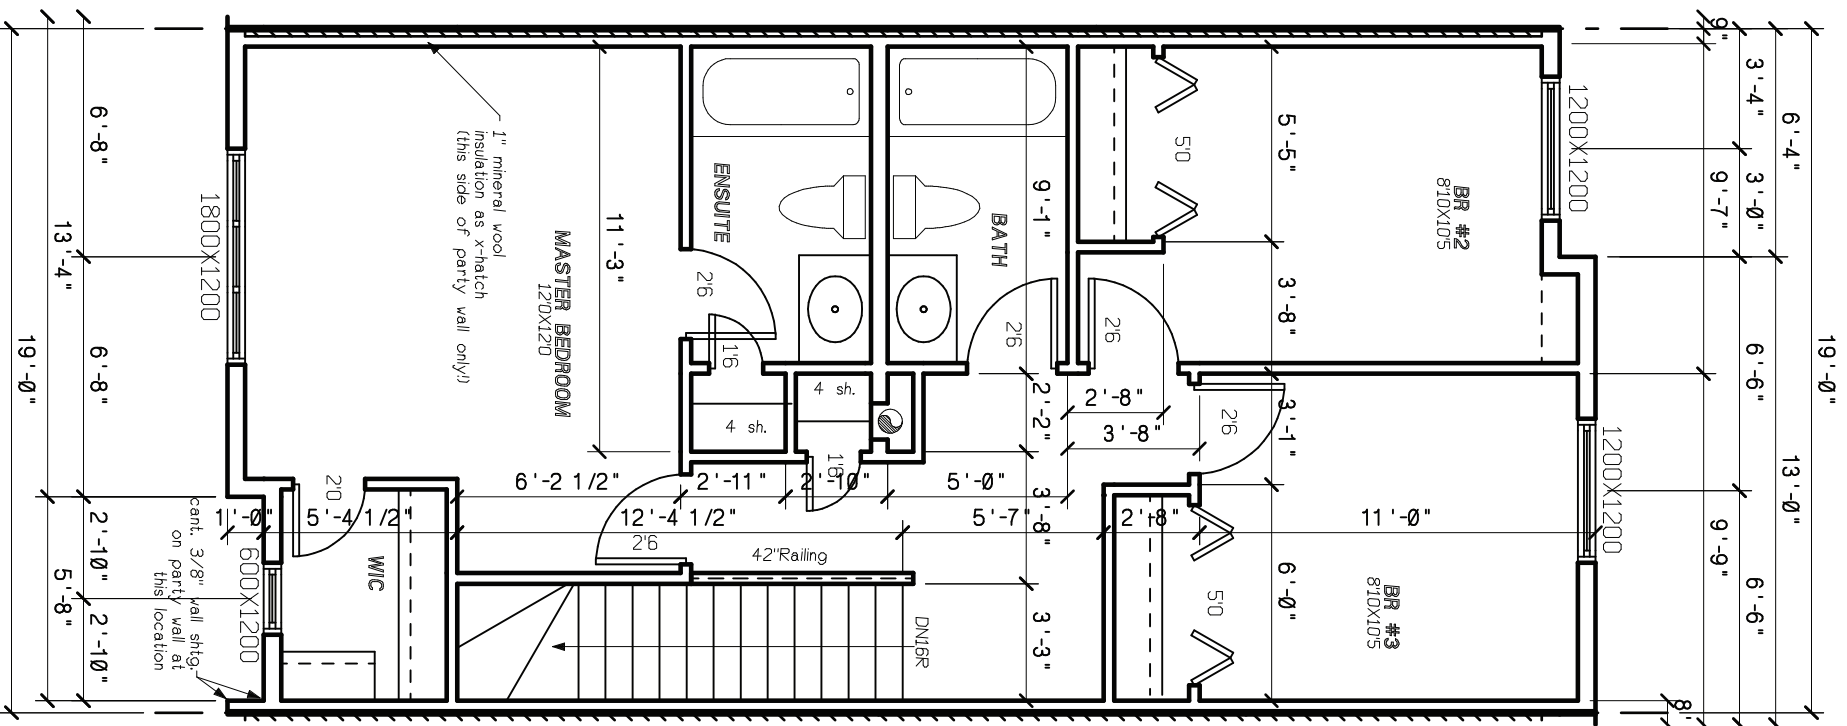 6'-8"
6'-8"
2'-10"
2'-10"
13'-4"
5'-8"
19'-0"
1800X1200
600X1200
cant. 3/8" wall shtg.
on party wall at
this location
1" mineral wool
insulation as x-hatch
(this side of party wall only!)
MASTER BEDROOM
12'0X12'0
11'-3"
ENSUITE
2'6
1'6
4 sh.
4 sh.
1'6
BATH
9'-1"
2'6
2'6
5'0
5'-5"
3'-8"
BR #2
8'10X10'5
1200X1200
2'-2"
2'-8"
3'-8"
3'-1"
2'6
6'-2 1/2"
2'-11"
2'-10"
5'-0"
3'-8"
1'-0"
5'-4 1/2"
12'-4 1/2"
5'-7"
2'-8"
11'-0"
2'0
WIC
2'6
42"Railing
DN16R
3'-3"
5'0
6'-0"
BR #3
8'10X10'5
1200X1200
9"
3'-4"
3'-0"
9'-7"
6'-4"
6'-6"
6'-6"
9'-9"
13'-0"
19'-0"
8"